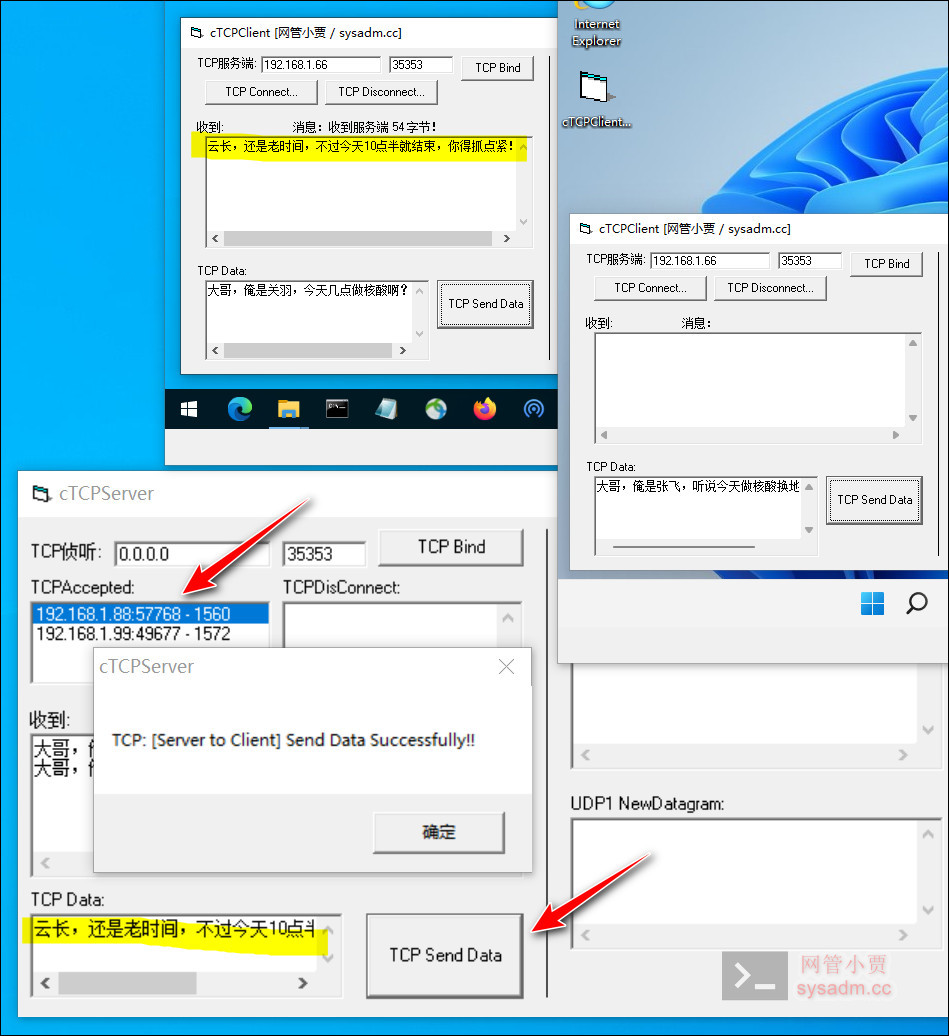 cTCPClient [网管小贾 / sysadm.cc]
TCP服务端:
192.168.1.66
35353
TCP Bind
TCP Connect...
TCP Disconnect...
收到:
消息：收到服务端 54 字节！
云长，还是老时间，不过今天10点半就结束，你得抓点紧！
TCP Data:
大哥，俺是关羽，今天几点做核酸啊？
TCP Send Data
Internet
Explorer
cTCPClient...
cTCPClient [网管小贾 / sysadm.cc]
TCP服务端:
192.168.1.66
35353
TCP Bind
TCP Connect...
TCP Disconnect...
收到:
消息：
TCP Data:
大哥，俺是张飞，听说今天做核酸换地
TCP Send Data
cTCPServer
TCP侦听:
0.0.0.0
35353
TCP Bind
TCPAccepted:
TCPDisConnect:
192.168.1.88:57768 - 1560
192.168.1.99:49677 - 1572
cTCPServer
TCP: [Server to Client] Send Data Successfully!!
确定
收到:
大哥，
大哥，
TCP Data:
云长，还是老时间，不过今天10点
TCP Send Data
UDP1 NewDatagram:
网管小贾
sysadm.cc